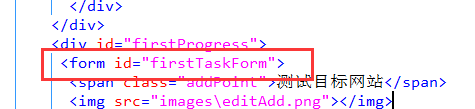 </div>
</div>
<div id="firstProgress">
<form id="firstTaskForm">
<span class="addPoint">测试目标网站</span>
<img src="images\editAdd.png"></img>